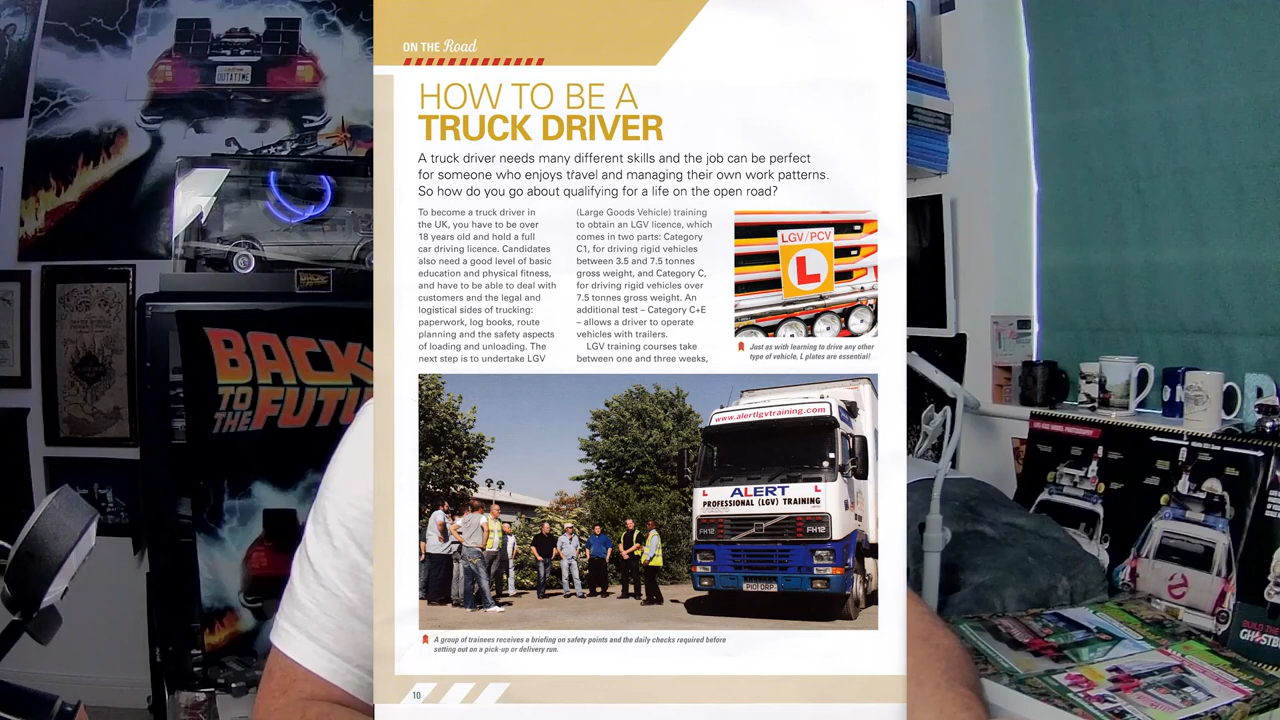 OUTATIME
BACK
TO
THE FUTU
ON THE Road
HOW TO BE A
TRUCK DRIVER
A truck driver needs many different skills and the job can be perfect
for someone who enjoys travel and managing their own work patterns.
So how do you go about qualifying for a life on the open road?
To become a truck driver in
the UK, you have to be over
18 years old and hold a full
car driving licence. Candidates
also need a good level of basic
education and physical fitness,
and have to be able to deal with
customers and the legal and
logistical sides of trucking:
paperwork, log books, route
planning and the safety aspects
of loading and unloading. The
next step is to undertake LGV
(Large Goods Vehicle) training
to obtain an LGV licence, which
comes in two parts: Category
C1, for driving rigid vehicles
between 3.5 and 7.5 tonnes
gross weight, and Category C,
for driving rigid vehicles over
7.5 tonnes gross weight. An
additional test – Category C+E
– allows a driver to operate
vehicles with trailers.
LGV training courses take
between one and three weeks,
LGV/PCV
L
Just as with learning to drive any other
type of vehicle, L plates are essential!
www.alertlgvtraining.com
L ALERT L
PROFESSIONAL (LGV) TRAINING
FH12 FH12
P101 ORP
A group of trainees receives a briefing on safety points and the daily checks required before
setting out on a pick-up or delivery run.
10
BUILD THE
GHOSTB